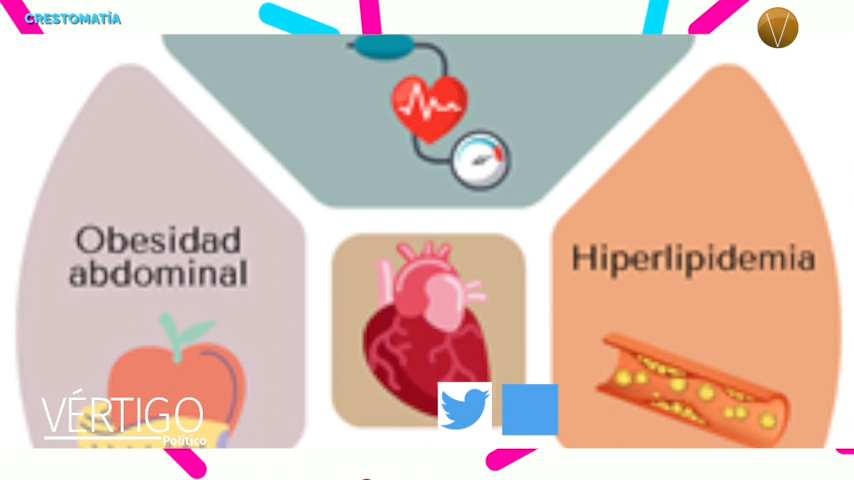 CRESTOMATÍA
V
Obesidad
abdominal
Hiperlipidemia
VÉRTIGO
Político